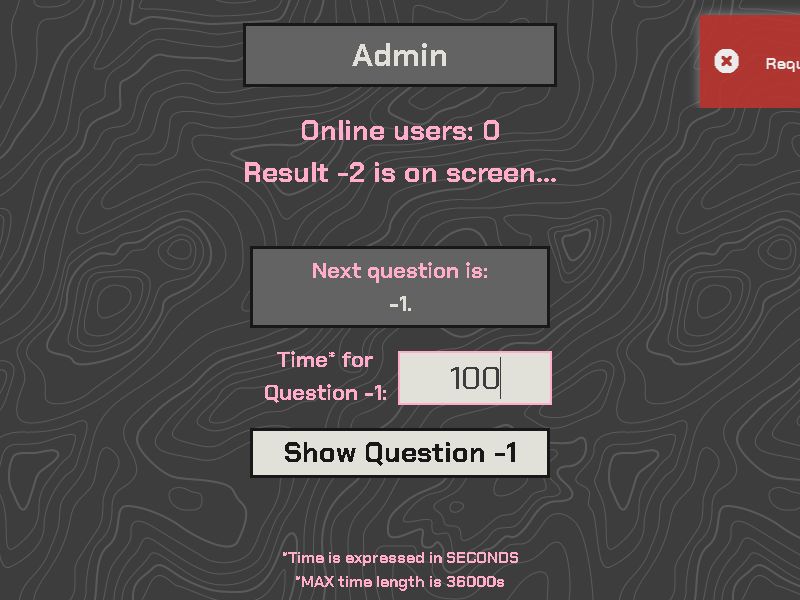 Admin
Online users: 0
Result -2 is on screen...
Next question is:
-1.
Time* for
Question -1:
100
Show Question -1
*Time is expressed in SECONDS
*MAX time length is 36000s